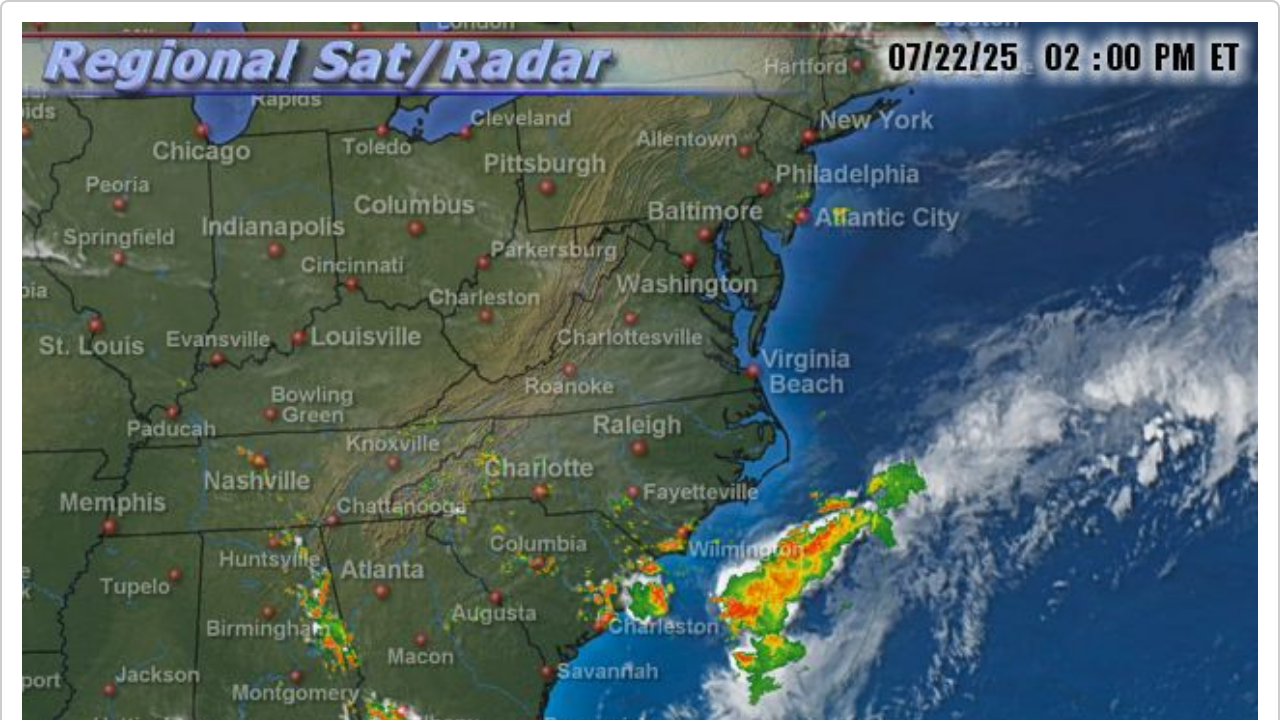 London
Boston
Regional Sat/Radar
07/22/25 02 :00 PM ET
Hartford
Rapids
Cleveland
New York
Chicago
Toledo
Allentown
Pittsburgh
Philadelphia
Peoria
Columbus
Baltimore
Atlantic City
Indianapolis
Springfield
Parkersburg
Cincinnati
Washington
Charleston
St. Louis
Evansville
Louisville
Charlottesville
Virginia
Beach
Roanoke
Bowling
Green
Paducah
Raleigh
Knoxville
Charlotte
Nashville
Fayetteville
Memphis
Chattanooga
Columbia
Wilmington
Huntsville
Atlanta
Tupelo
Augusta
Birmingham
Charleston
Macon
Savannah
Jackson
port
Montgomery